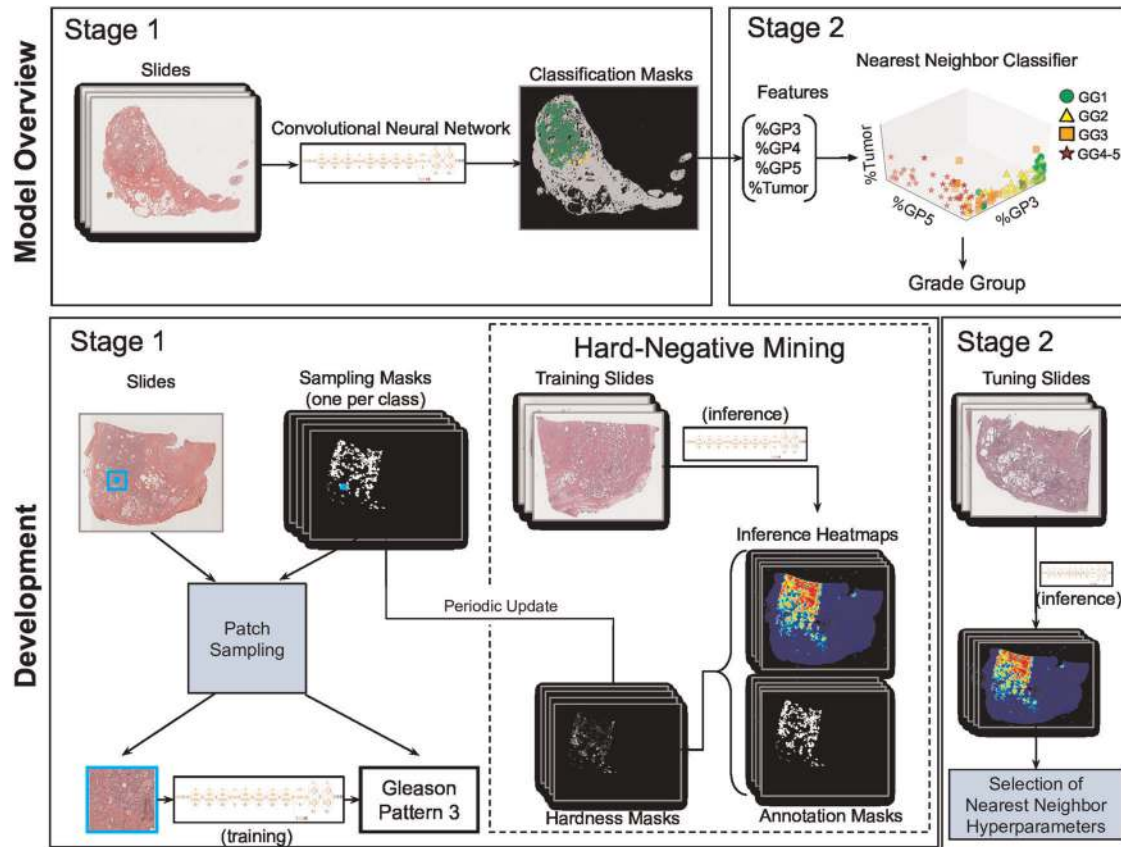 Model Overview
Stage 1
Slides
Convolutional Neural Network
Classification Masks
Stage 2
Nearest Neighbor Classifier
Features
%GP3
%GP4
%GP5
%Tumor
%Tumor
%GP5
%GP3
GG1
GG2
GG3
GG4-5
Grade Group
Development
Stage 1
Slides
Sampling Masks
(one per class)
Patch
Sampling
(training)
Gleason
Pattern 3
Periodic Update
Hard-Negative Mining
Training Slides
(inference)
Inference Heatmaps
Hardness Masks
Annotation Masks
Stage 2
Tuning Slides
(inference)
Selection of
Nearest Neighbor
Hyperparameters